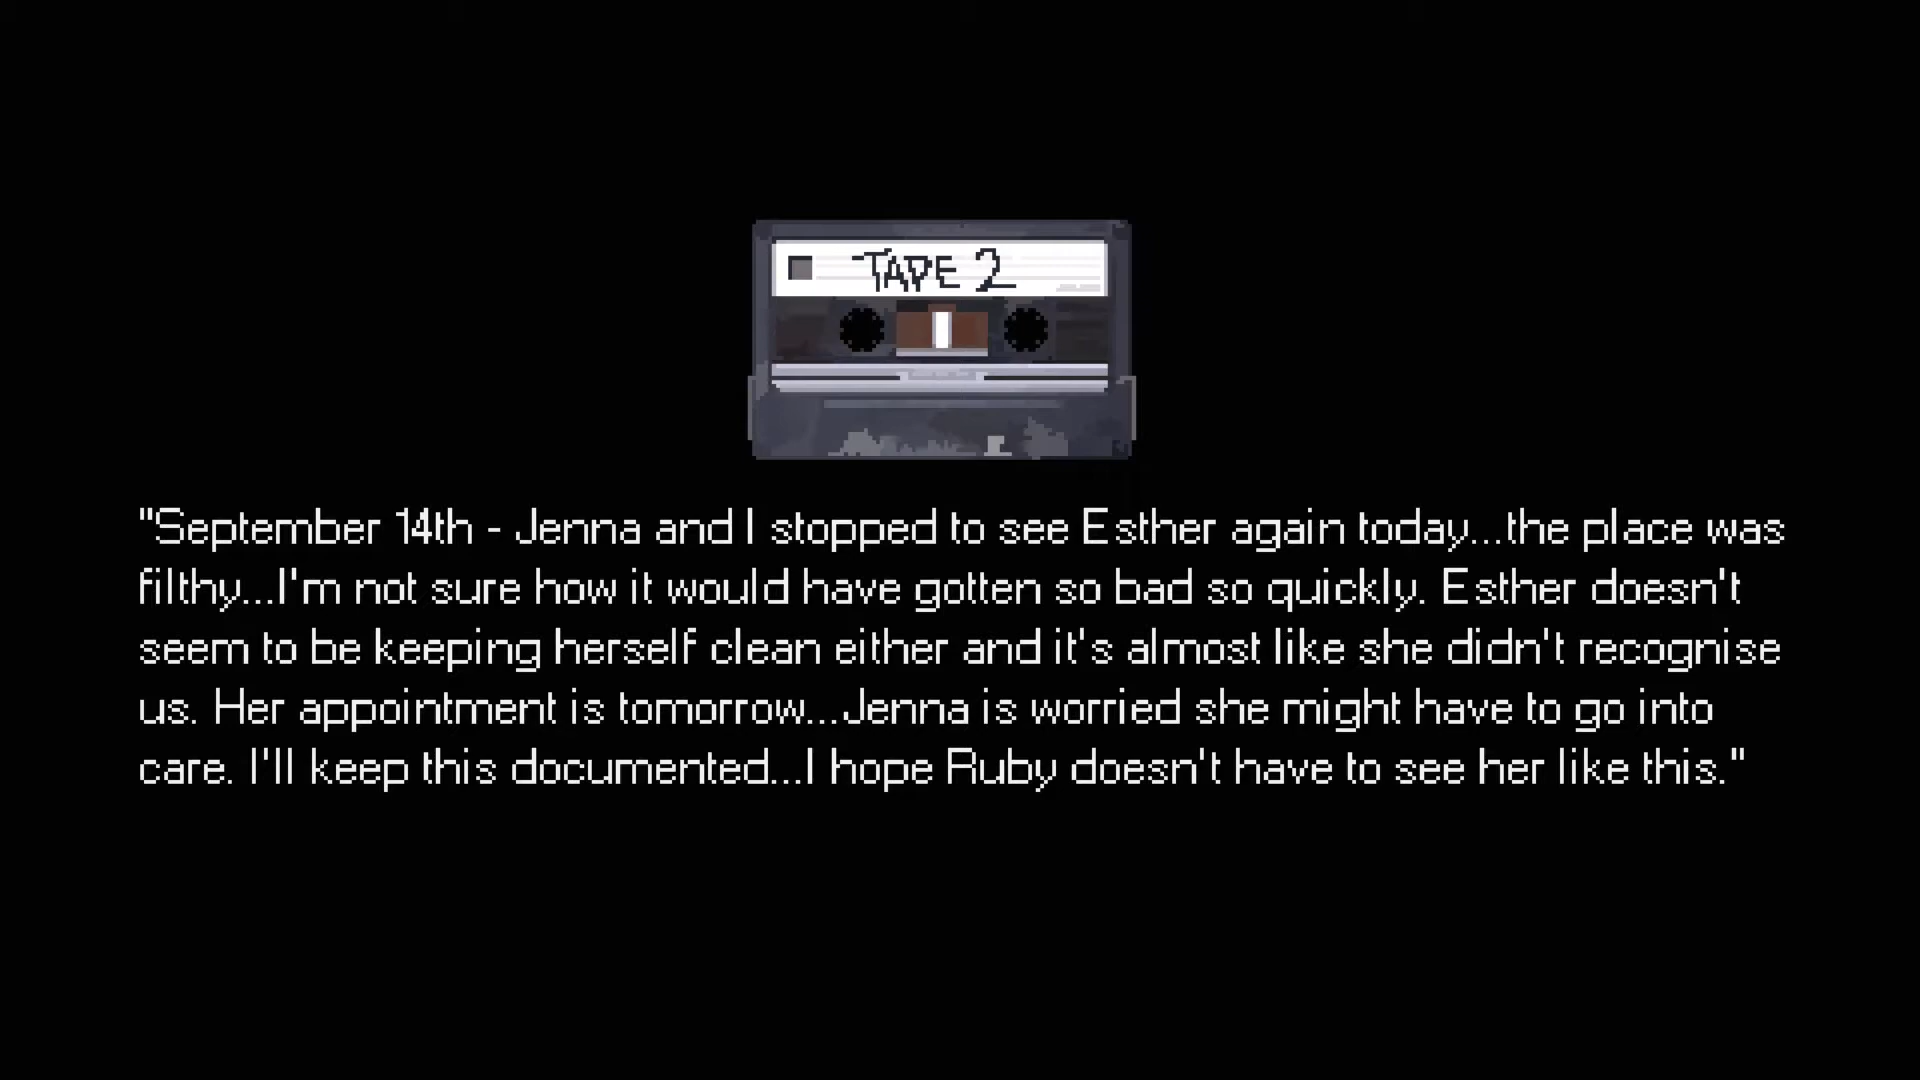 TAPE 2
"September 14th - Jenna and I stopped to see Esther again today...the place was
filthy...I'm not sure how it would have gotten so bad so quickly. Esther doesn't
seem to be keeping herself clean either and it's almost like she didn't recognise
us. Her appointment is tomorrow...Jenna is worried she might have to go into
care. I'll keep this documented...I hope Ruby doesn't have to see her like this."